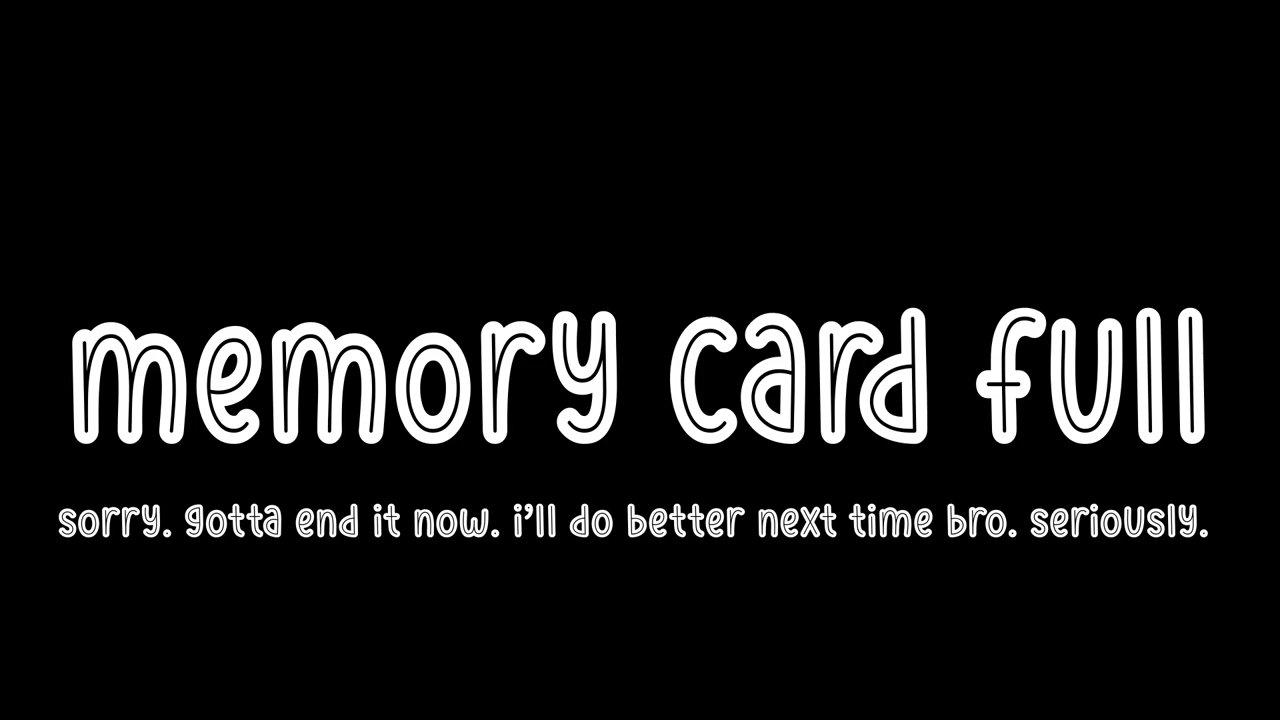 memory card full
sorry. gotta end it now. i'll do better next time bro. seriously.